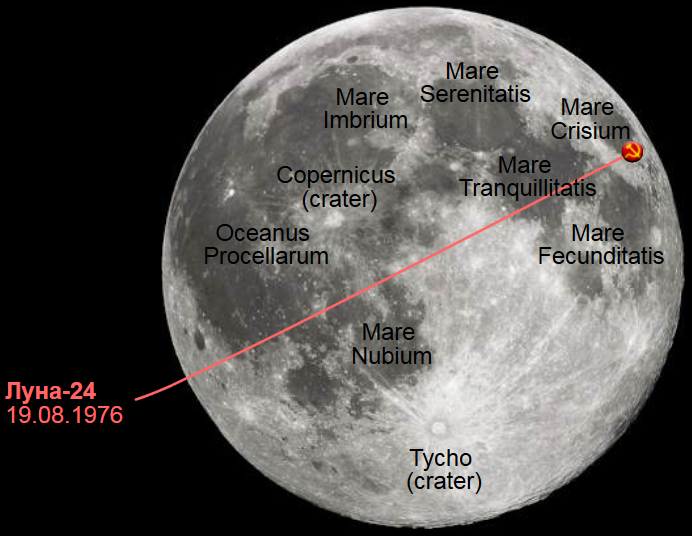 Mare
Serenitatis
Mare
Imbrium
Mare
Crisium
Mare
Tranquillitatis
Copernicus
(crater)
Oceanus
Procellarum
Mare
Fecunditatis
Mare
Nubium
Луна-24
19.08.1976
Tycho
(crater)